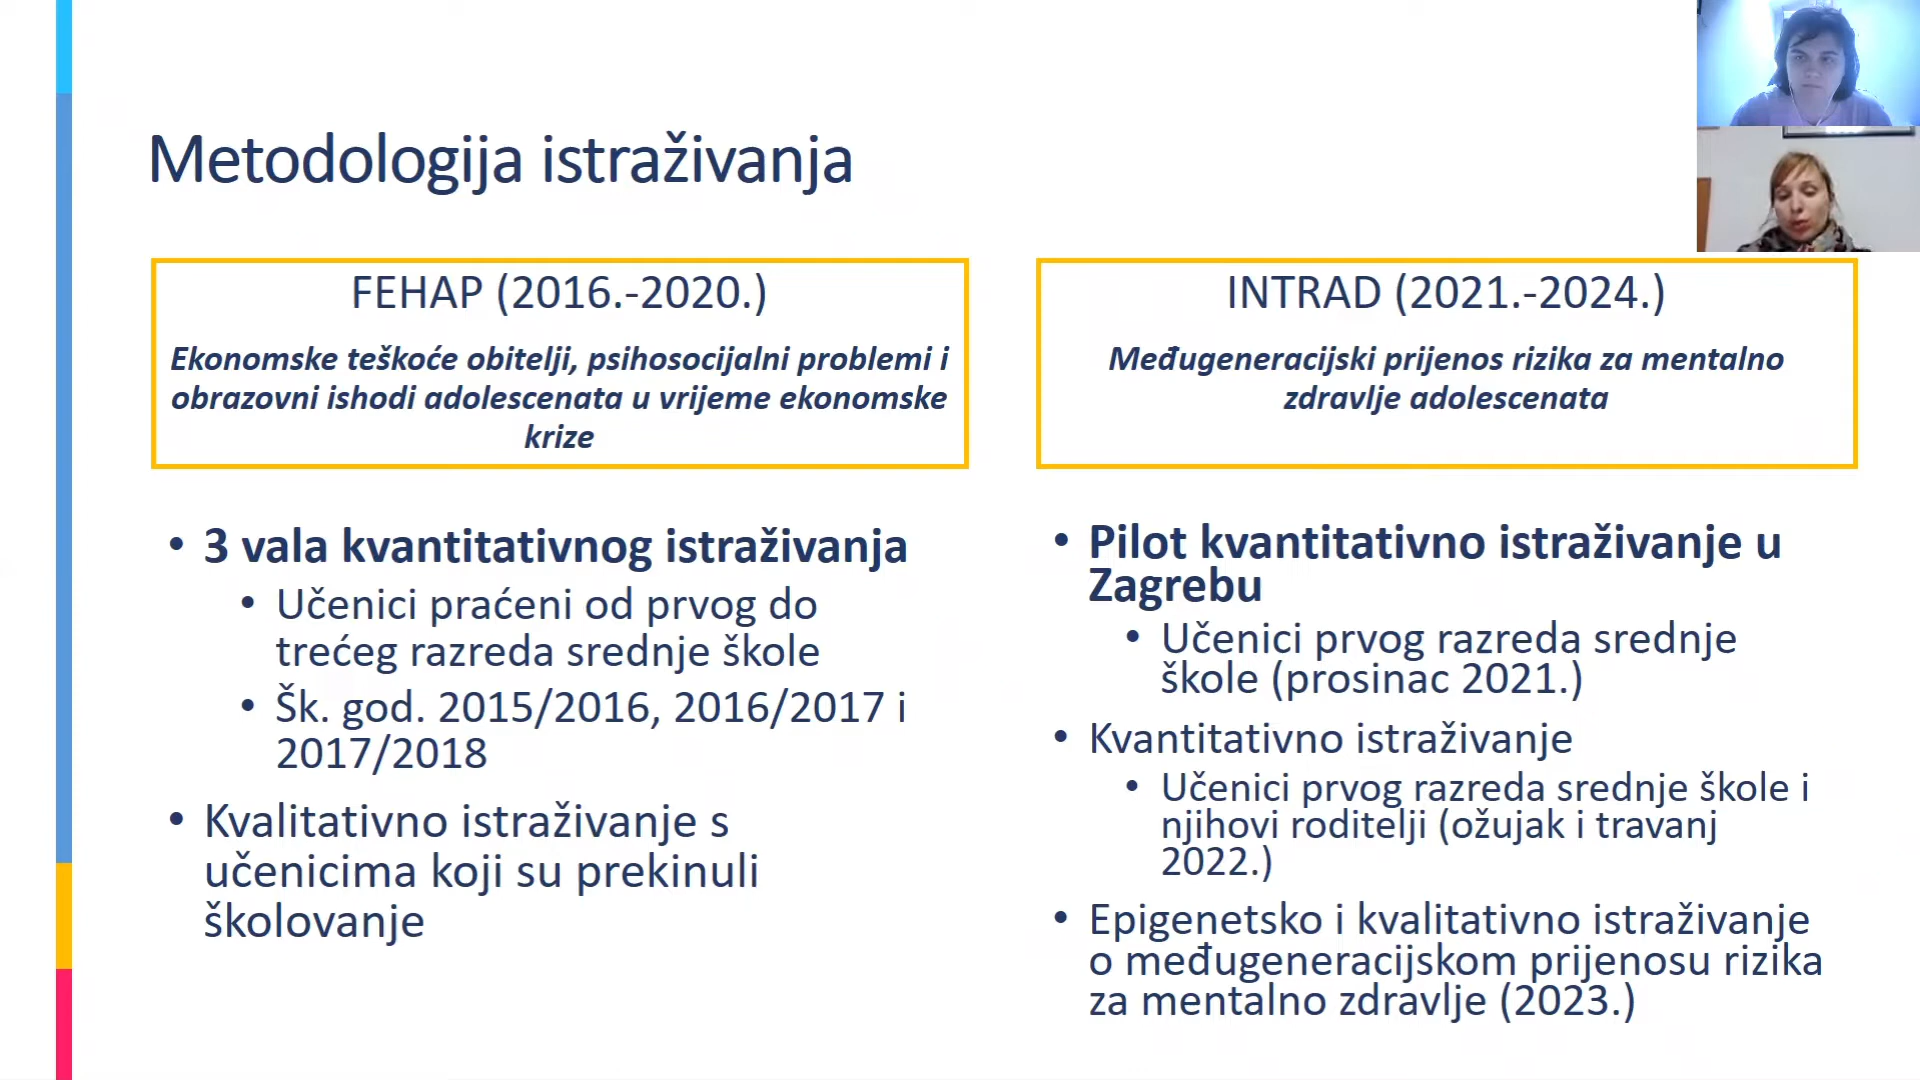 Metodologija istraživanja
FEHAP (2016.-2020.)
Ekonomske teškoće obitelji, psihosocijalni problemi i
obrazovni ishodi adolescenata u vrijeme ekonomske
krize
3 vala kvantitativnog istraživanja
Učenici praćeni od prvog do
trećeg razreda srednje škole
Šk. god. 2015/2016, 2016/2017 i
2017/2018
Kvalitativno istraživanje s
učenicima koji su prekinuli
školovanje
INTRAD (2021.-2024.)
Međugeneracijski prijenos rizika za mentalno
zdravlje adolescenata
Pilot kvantitativno istraživanje u
Zagrebu
Učenici prvog razreda srednje
škole (prosinac 2021.)
Kvantitativno istraživanje
Učenici prvog razreda srednje škole i
njihovi roditelji (ožujak i travanj
2022.)
Epigenetsko i kvalitativno istraživanje
o međugeneracijskom prijenosu rizika
za mentalno zdravlje (2023.)